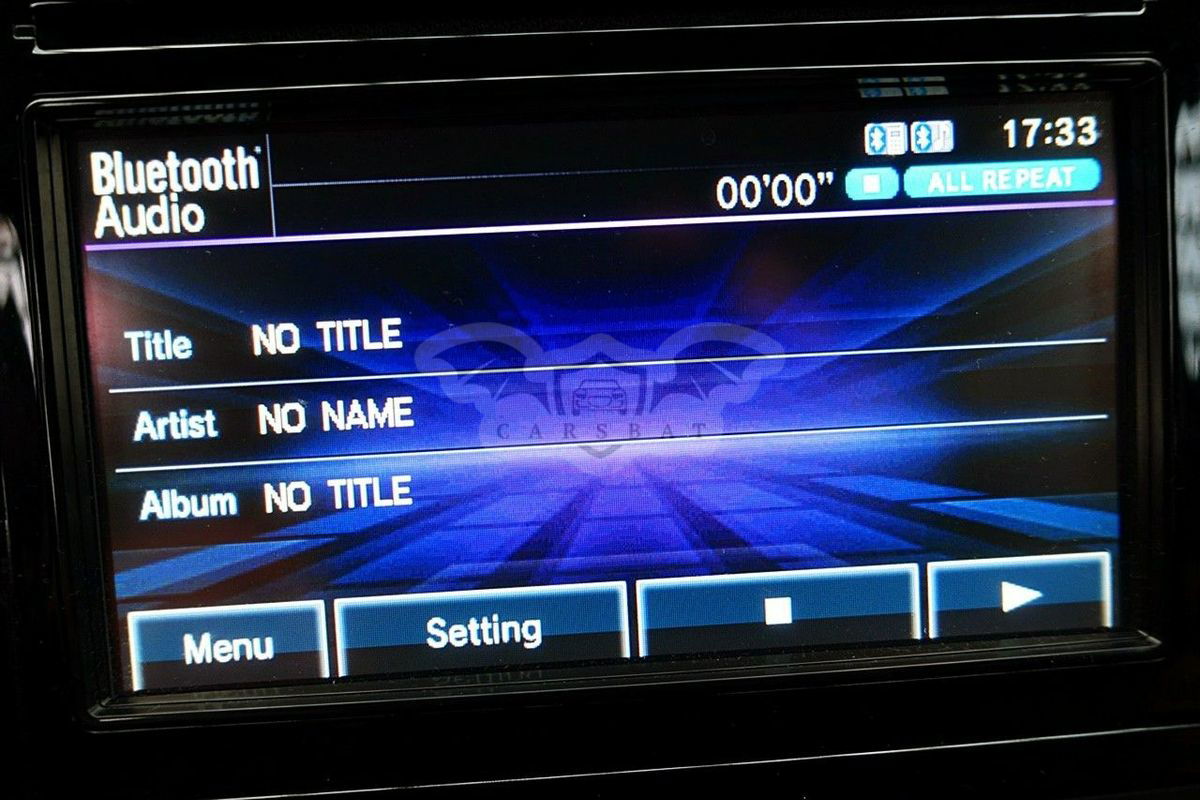 Bluetooth
Audio
17:33
00'00"
ALL REPEAT
Title NO TITLE
Artist NO NAME
CARSBAT
Album NO TITLE
Menu
Setting